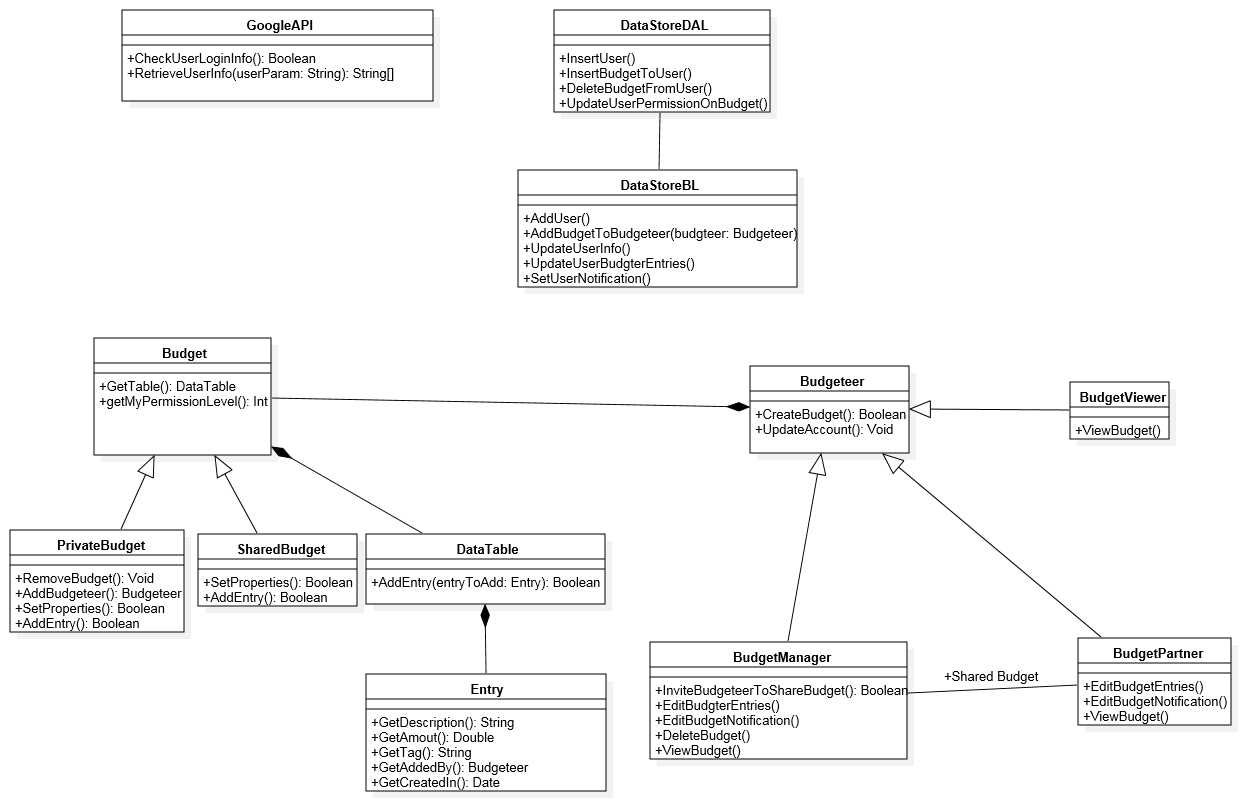 GoogleAPI
+CheckUserLoginInfo(): Boolean
+RetrieveUserInfo(userParam: String): String[]
DataStoreDAL
+InsertUser()
+InsertBudgetToUser()
+DeleteBudgetFromUser()
+UpdateUserPermissionOnBudget()
DataStoreBL
+AddUser()
+AddBudgetToBudgeteer(budgteer: Budgeteer)
+UpdateUserInfo()
+UpdateUserBudgterEntries()
+SetUserNotification()
Budget
+GetTable(): DataTable
+getMyPermissionLevel(): Int
Budgeteer
+CreateBudget(): Boolean
+UpdateAccount(): Void
BudgetViewer
+ViewBudget()
PrivateBudget
+RemoveBudget(): Void
+AddBudgeteer(): Budgeteer
+SetProperties(): Boolean
+AddEntry(): Boolean
SharedBudget
+SetProperties(): Boolean
+AddEntry(): Boolean
DataTable
+AddEntry(entryToAdd: Entry): Boolean
Entry
+GetDescription(): String
+GetAmout(): Double
+GetTag(): String
+GetAddedBy(): Budgeteer
+GetCreatedIn(): Date
BudgetManager
+InviteBudgeteerToShareBudget(): Boolean
+EditBudgterEntries()
+EditBudgetNotification()
+DeleteBudget()
+ViewBudget()
+Shared Budget
BudgetPartner
+EditBudgetEntries()
+EditBudgetNotification()
+ViewBudget()